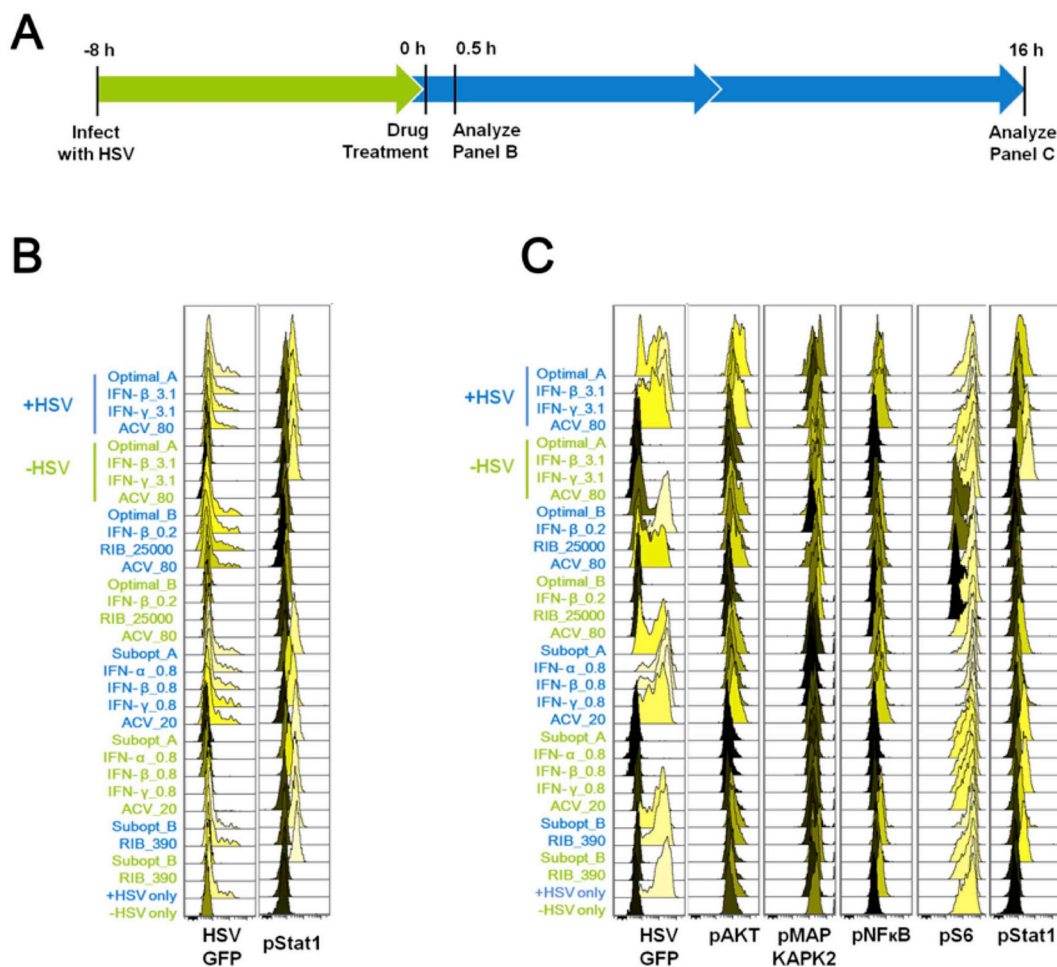 A
-8 h
0 h
0.5 h
16 h
Infect
with HSV
Drug
Treatment
Analyze
Panel B
Analyze
Panel C
B
C
+HSV
-HSV
Optimal_A
IFN-β_3.1
IFN-γ_3.1
ACV_80
Optimal_A
IFN-β_3.1
IFN-γ_3.1
ACV_80
Optimal_B
IFN-β_0.2
RIB_25000
ACV_80
Optimal_B
IFN-β_0.2
RIB_25000
ACV_80
Subopt_A
IFN-α_0.8
IFN-β_0.8
IFN-γ_0.8
ACV_20
Subopt_A
IFN-α_0.8
IFN-β_0.8
IFN-γ_0.8
ACV_20
Subopt_B
RIB_390
Subopt_B
RIB_390
+HSV only
-HSV only
HSV
GFP
pStat1
+HSV
-HSV
Optimal_A
IFN-β_3.1
IFN-γ_3.1
ACV_80
Optimal_A
IFN-β_3.1
IFN-γ_3.1
ACV_80
Optimal_B
IFN-β_0.2
RIB_25000
ACV_80
Optimal_B
IFN-β_0.2
RIB_25000
ACV_80
Subopt_A
IFN-α_0.8
IFN-β_0.8
IFN-γ_0.8
ACV_20
Subopt_A
IFN-α_0.8
IFN-β_0.8
IFN-γ_0.8
ACV_20
Subopt_B
RIB_390
Subopt_B
RIB_390
+HSV only
-HSV only
HSV
GFP
pAKT
pMAP
KAPK2
pNFκB
pS6
pStat1